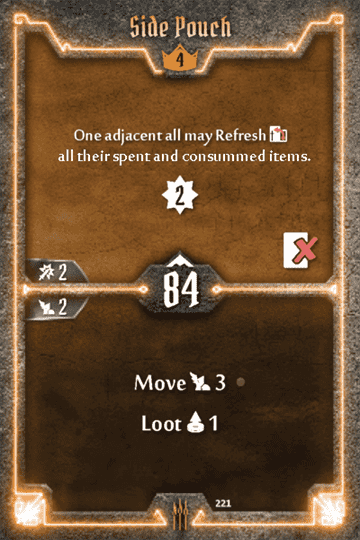 Side Pouch
4
One adjacent all may Refresh
all their spent and consummed items.
2
2
84
2
Move 3
Loot 1
221